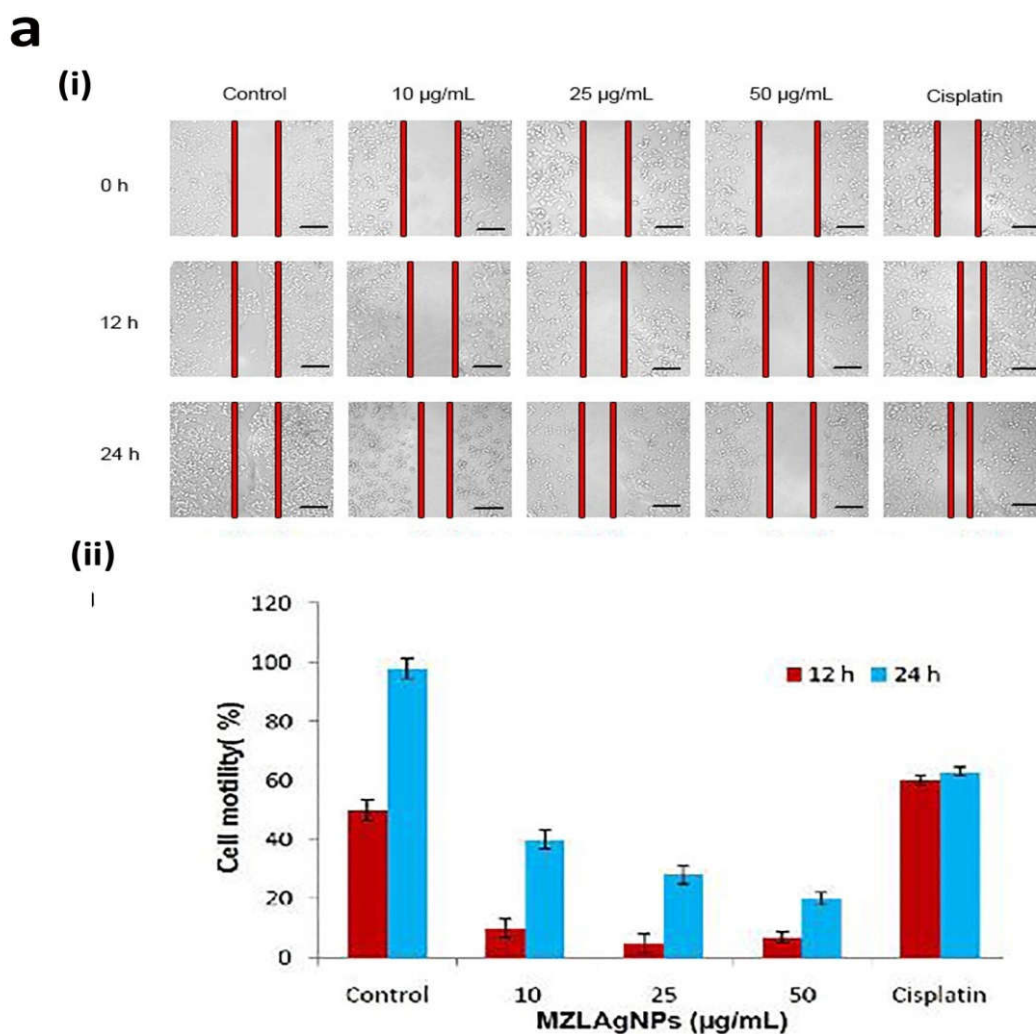 a
(i)
Control 10 µg/mL 25 µg/mL 50 µg/mL Cisplatin
0 h
12 h
24 h
(ii)
120
100
80
60
40
20
0
Cell motility( %)
12 h 24 h
Control 10 25 50 Cisplatin
MZLAgNPs (µg/mL)